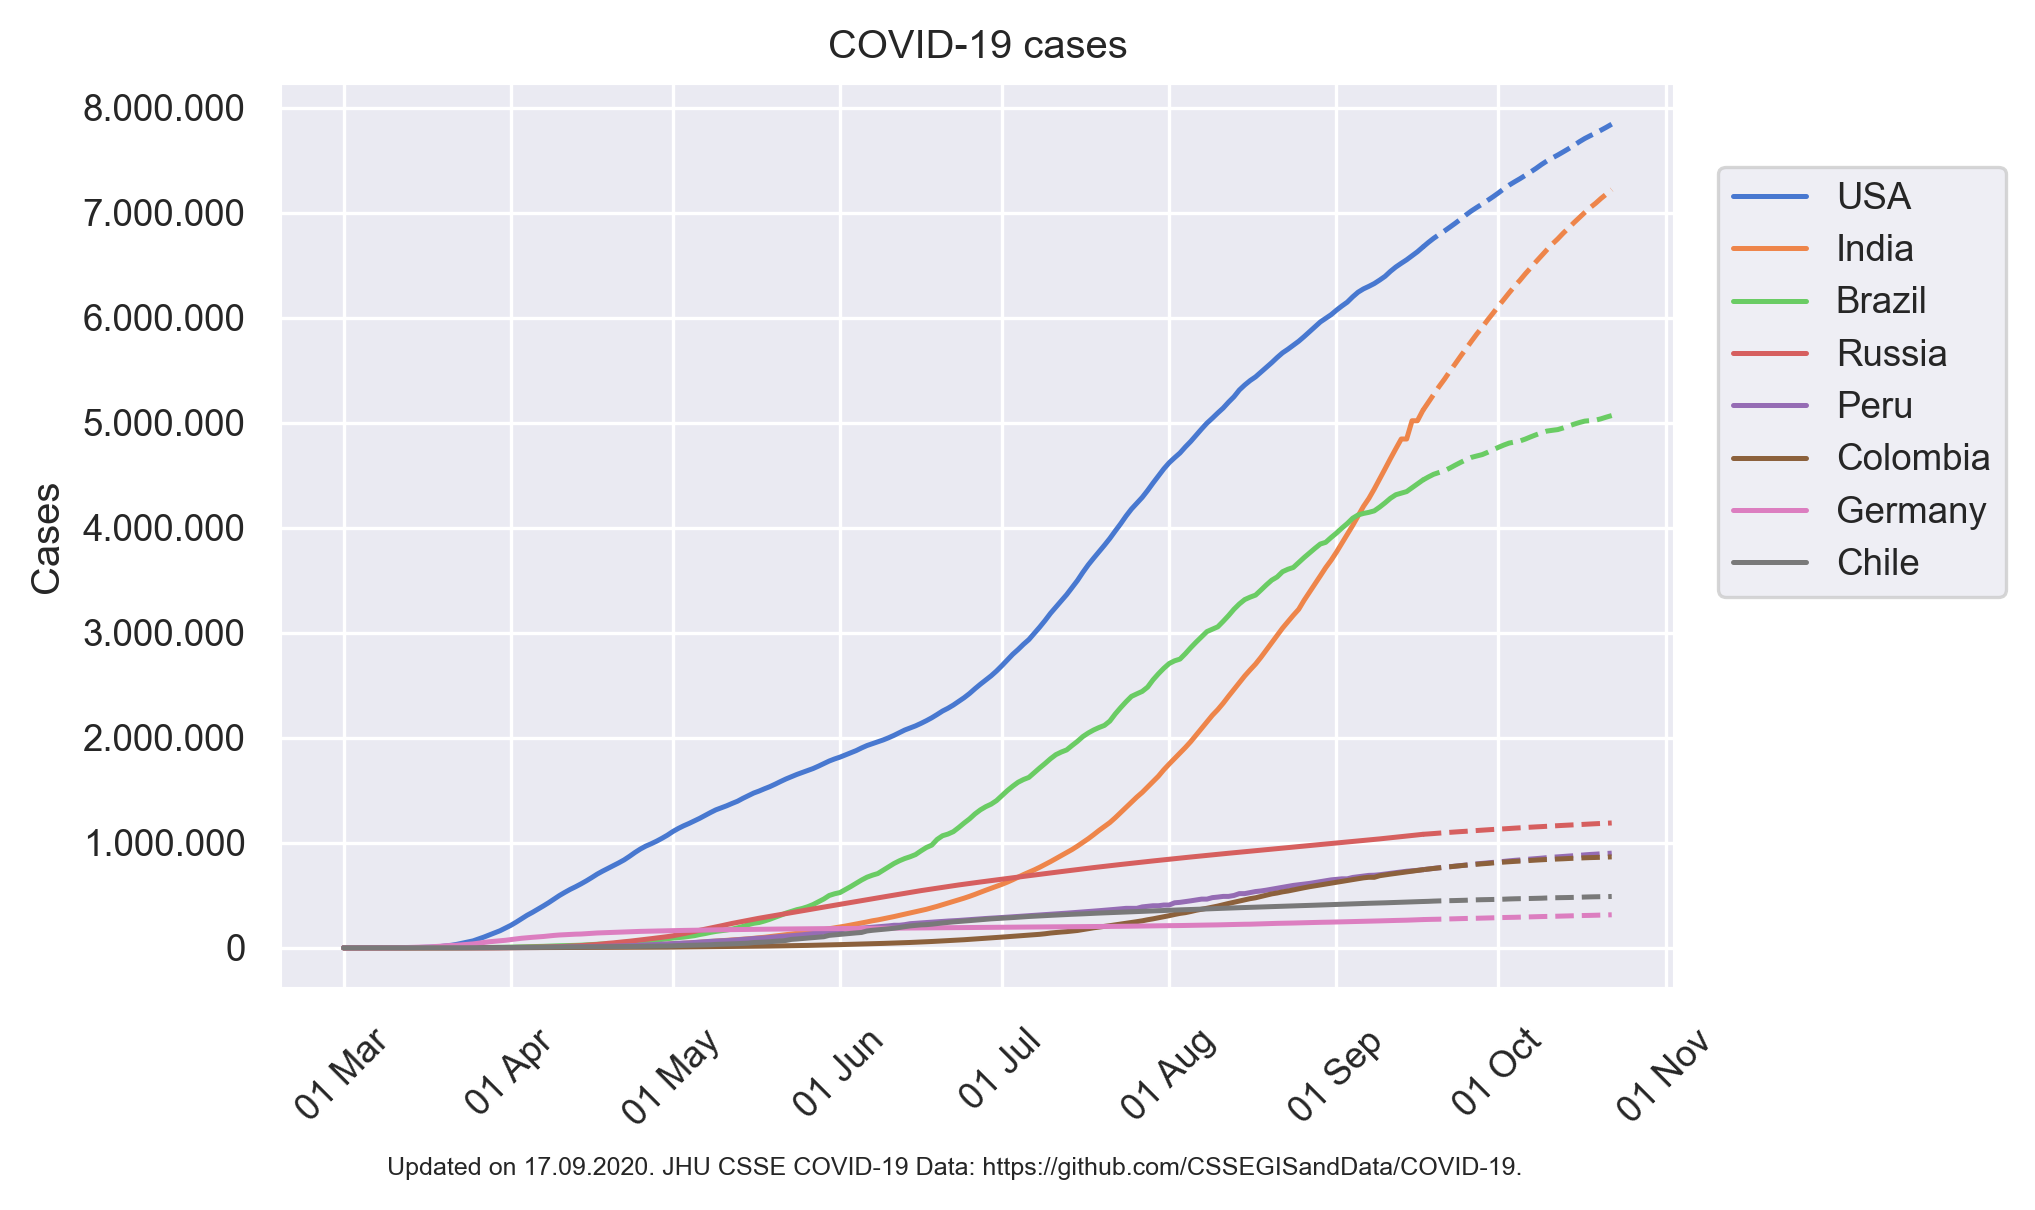 COVID-19 cases
8.000.000
7.000.000
6.000.000
5.000.000
4.000.000
3.000.000
2.000.000
1.000.000
0
Cases
01 Mar
01 Apr
01 May
01 Jun
01 Jul
01 Aug
01 Sep
01 Oct
01 Nov
USA
India
Brazil
Russia
Peru
Colombia
Germany
Chile
Updated on 17.09.2020. JHU CSSE COVID-19 Data: https://github.com/CSSEGISandData/COVID-19.